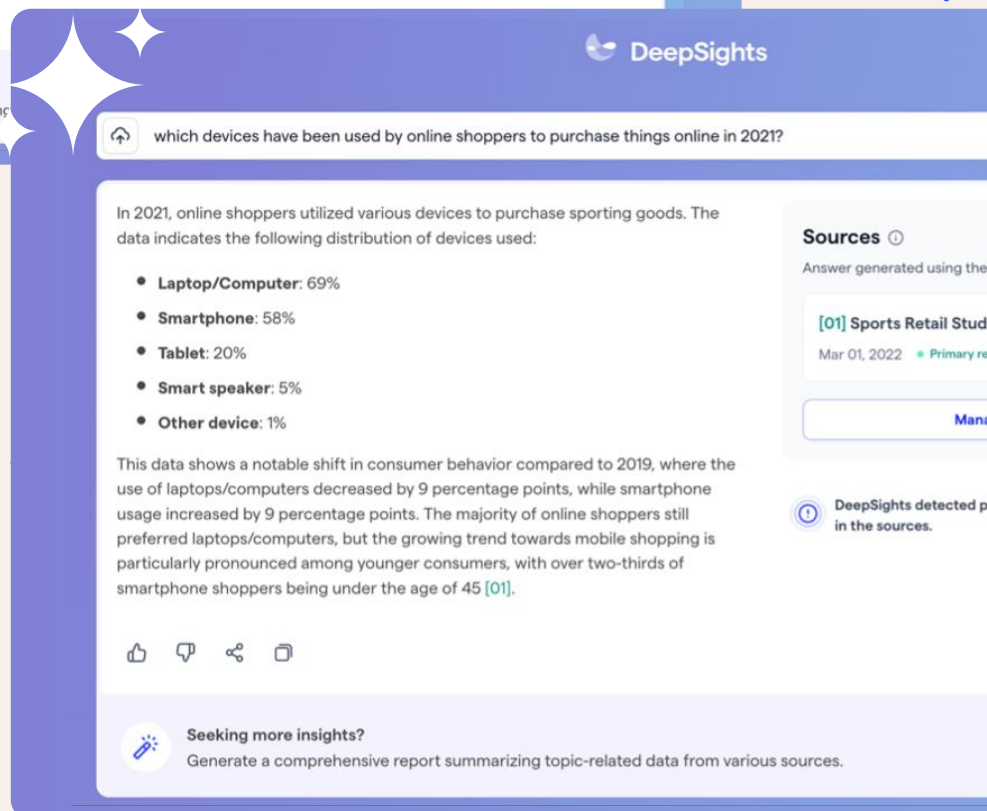 DeepSights
which devices have been used by online shoppers to purchase things online in 2021?
In 2021, online shoppers utilized various devices to purchase sporting goods. The
data indicates the following distribution of devices used:
• Laptop/Computer: 69%
• Smartphone: 58%
• Tablet: 20%
• Smart speaker: 5%
• Other device: 1%
This data shows a notable shift in consumer behavior compared to 2019, where the
use of laptops/computers decreased by 9 percentage points, while smartphone
usage increased by 9 percentage points. The majority of online shoppers still
preferred laptops/computers, but the growing trend towards mobile shopping is
particularly pronounced among younger consumers, with over two-thirds of
smartphone shoppers being under the age of 45 [01].
Sources
Answer generated using the
[01] Sports Retail Stud
Mar 01, 2022 • Primary re
Mana
DeepSights detected p
in the sources.
Seeking more insights?
Generate a comprehensive report summarizing topic-related data from various sources.